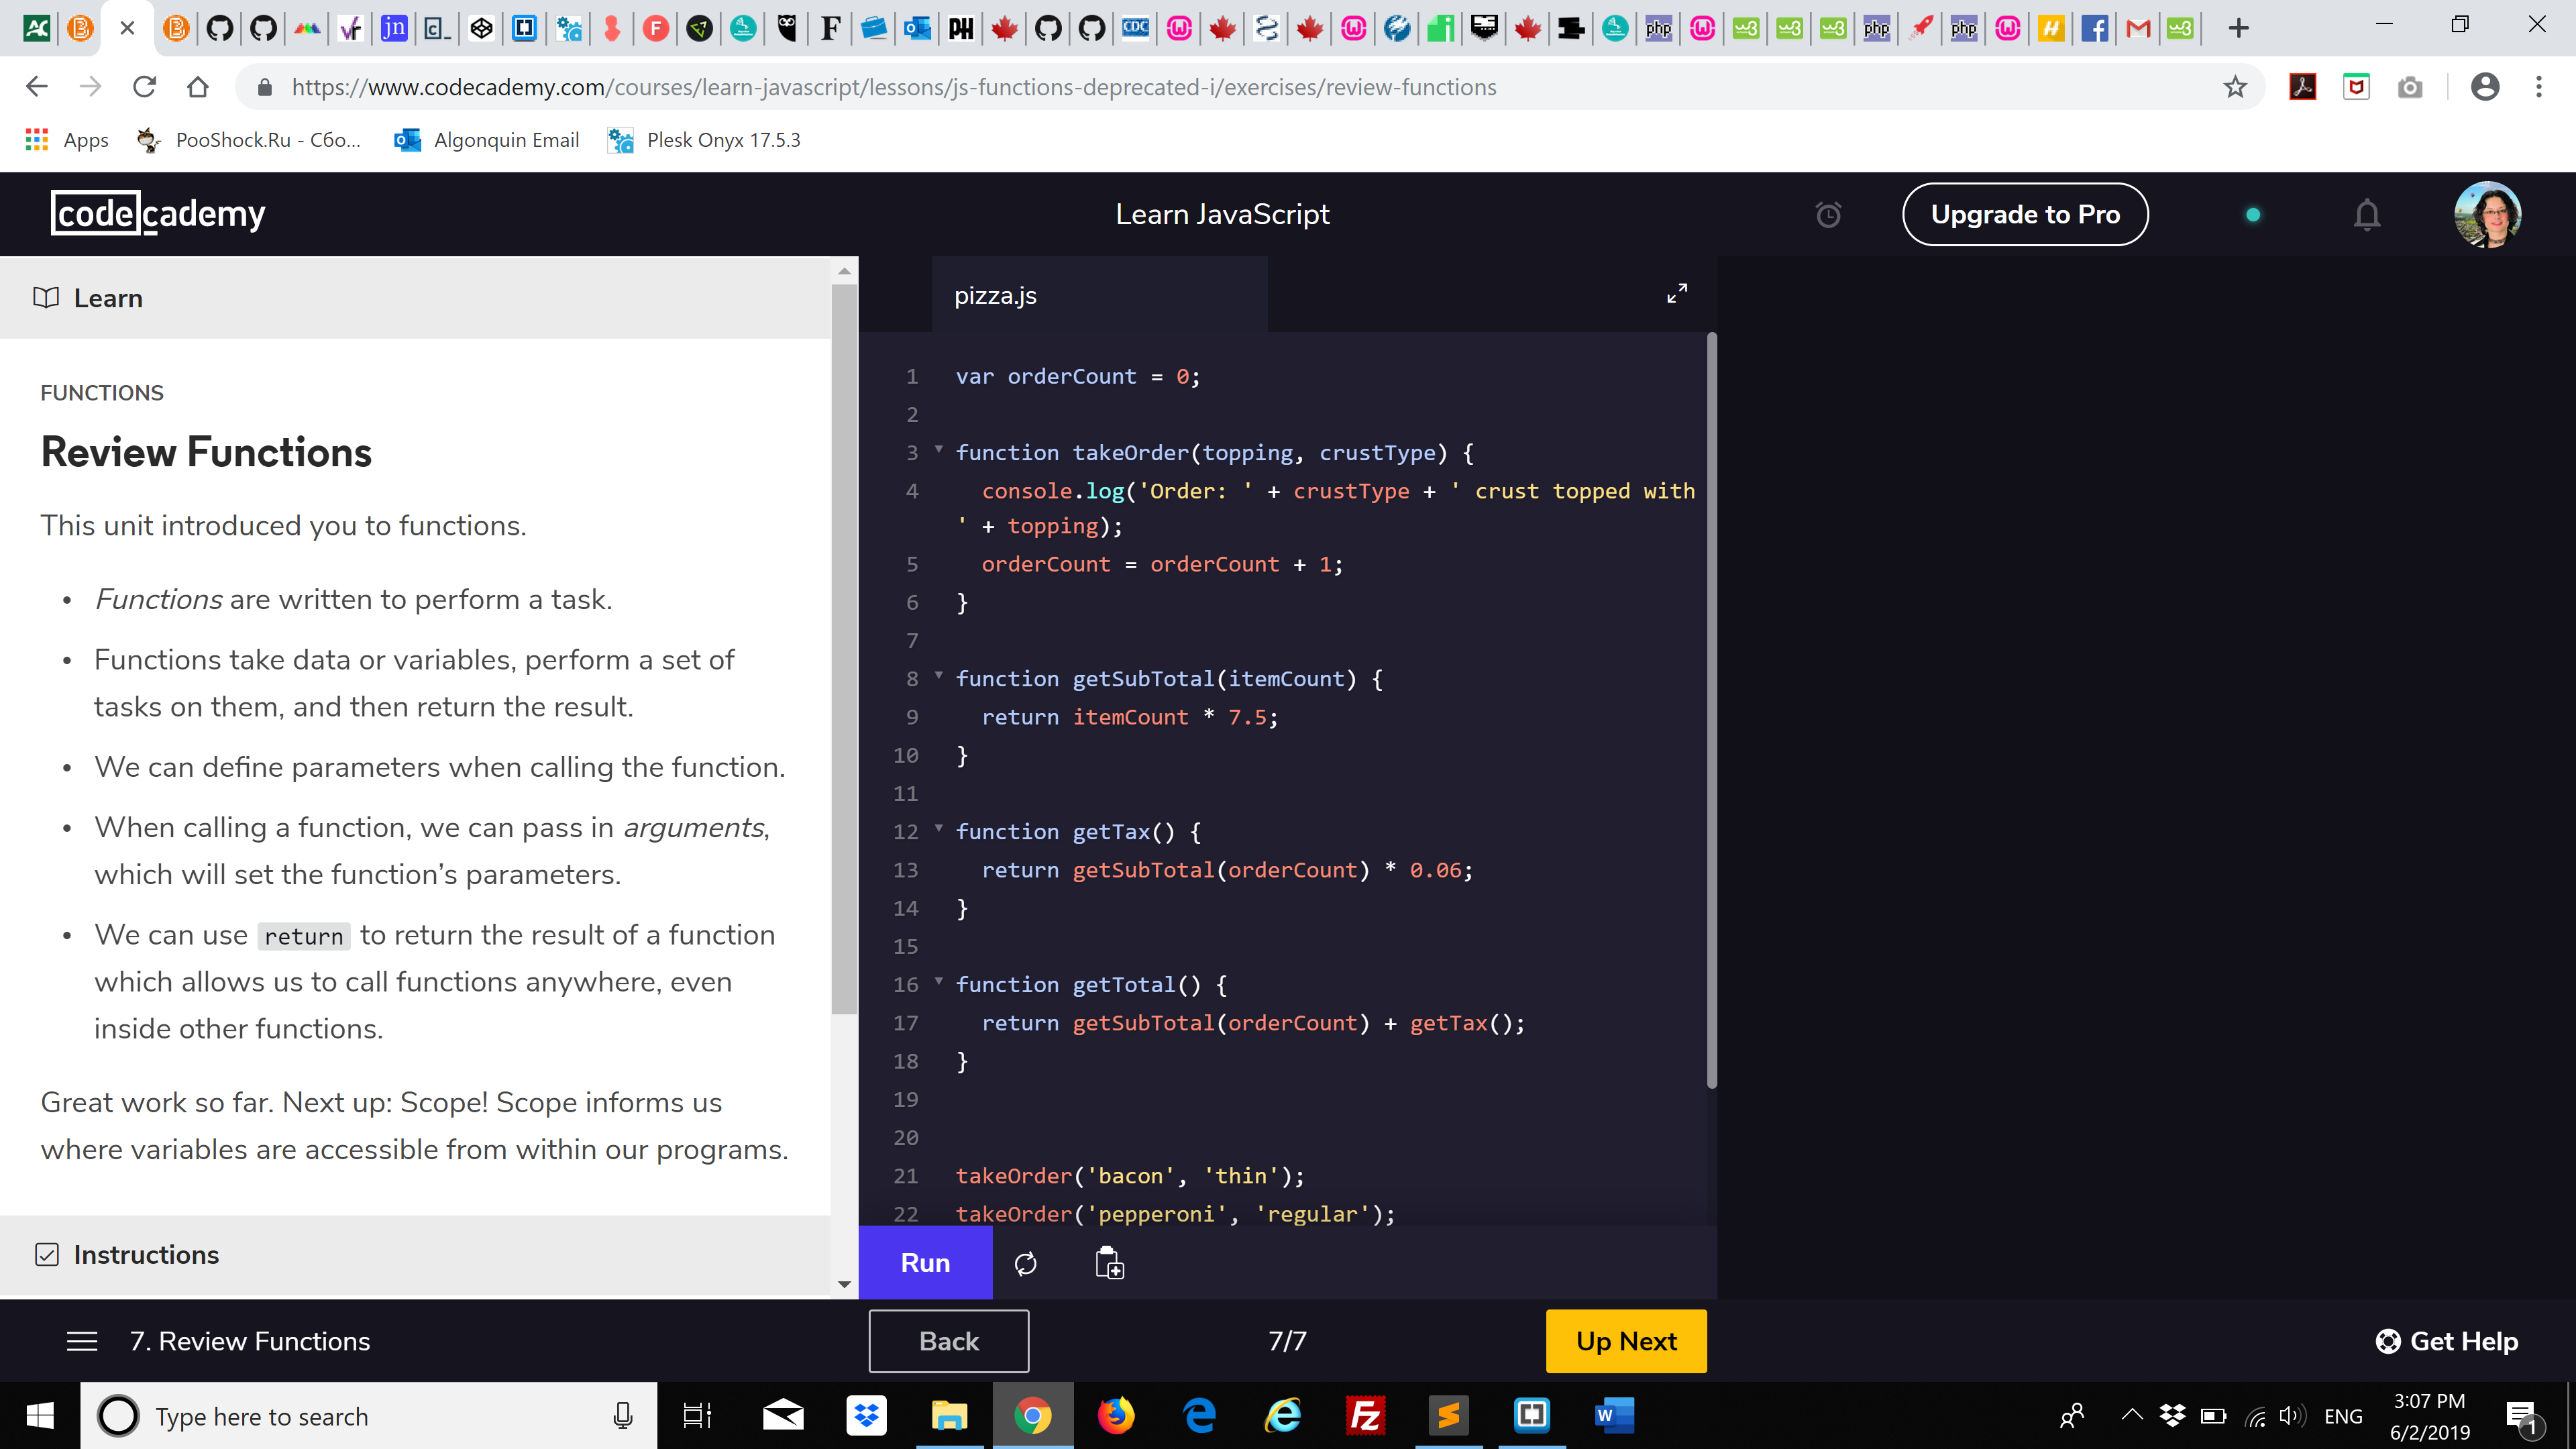 https://www.codecademy.com/courses/learn-javascript/lessons/js-functions-deprecated-i/exercises/review-functions
Apps PooShock.Ru - Сбо... Algonquin Email Plesk Onyx 17.5.3
codecademy Learn JavaScript Upgrade to Pro
Learn
FUNCTIONS
Review Functions
This unit introduced you to functions.
• Functions are written to perform a task.
• Functions take data or variables, perform a set of
tasks on them, and then return the result.
• We can define parameters when calling the function.
• When calling a function, we can pass in arguments,
which will set the function’s parameters.
• We can use return to return the result of a function
which allows us to call functions anywhere, even
inside other functions.
Great work so far. Next up: Scope! Scope informs us
where variables are accessible from within our programs.
Instructions
pizza.js
1 var orderCount = 0;
2
3 function takeOrder(topping, crustType) {
4 console.log('Order: ' + crustType + ' crust topped with
' + topping);
5 orderCount = orderCount + 1;
6 }
7
8 function getSubTotal(itemCount) {
9 return itemCount * 7.5;
10 }
11
12 function getTax() {
13 return getSubTotal(orderCount) * 0.06;
14 }
15
16 function getTotal() {
17 return getSubTotal(orderCount) + getTax();
18 }
19
20
21 takeOrder('bacon', 'thin');
22 takeOrder('pepperoni', 'regular');
Run
7. Review Functions Back 7/7 Up Next Get Help
Type here to search
ENG 3:07 PM
6/2/2019
1